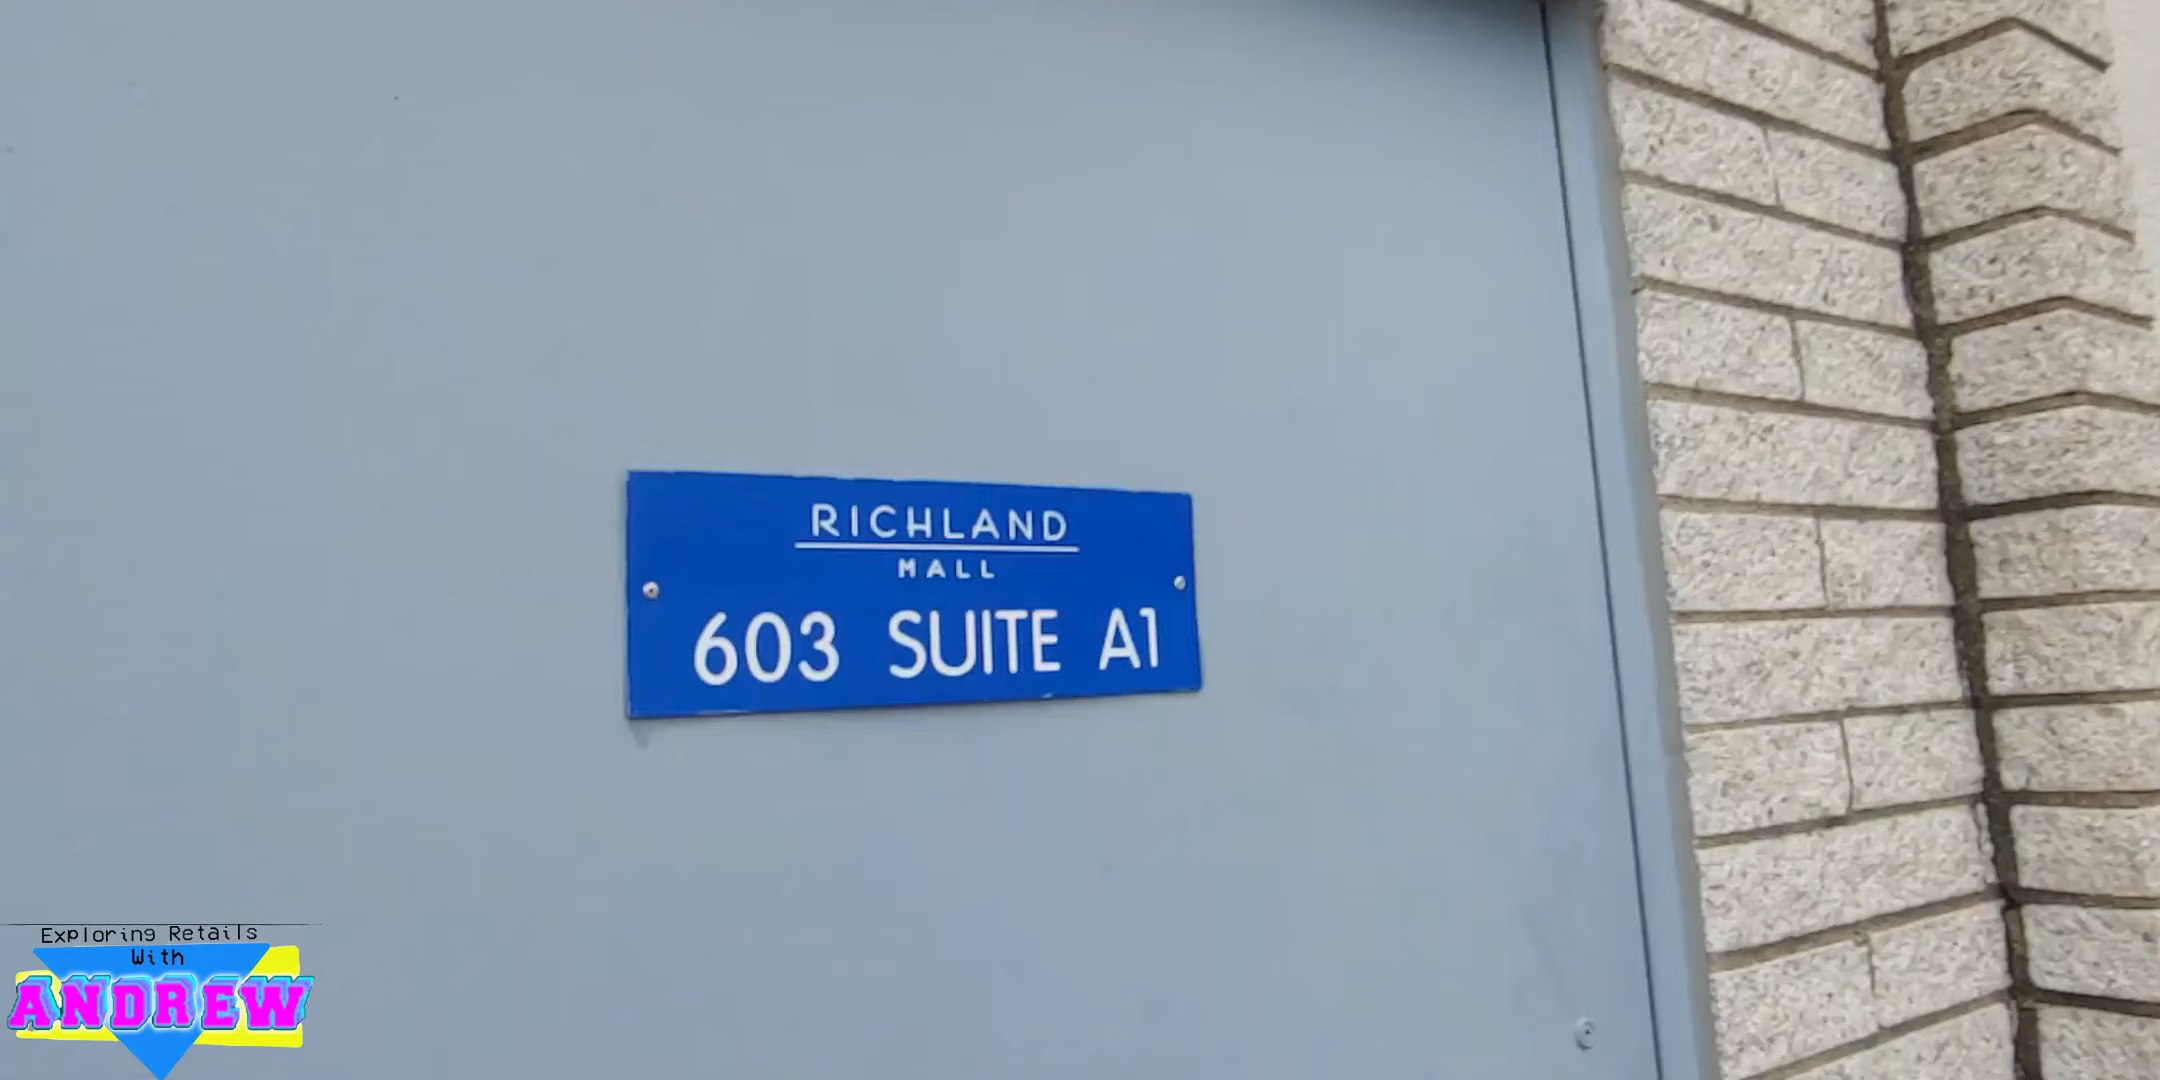 RICHLAND
MALL
603 SUITE A1
Exploring Retails
With
ANDREW